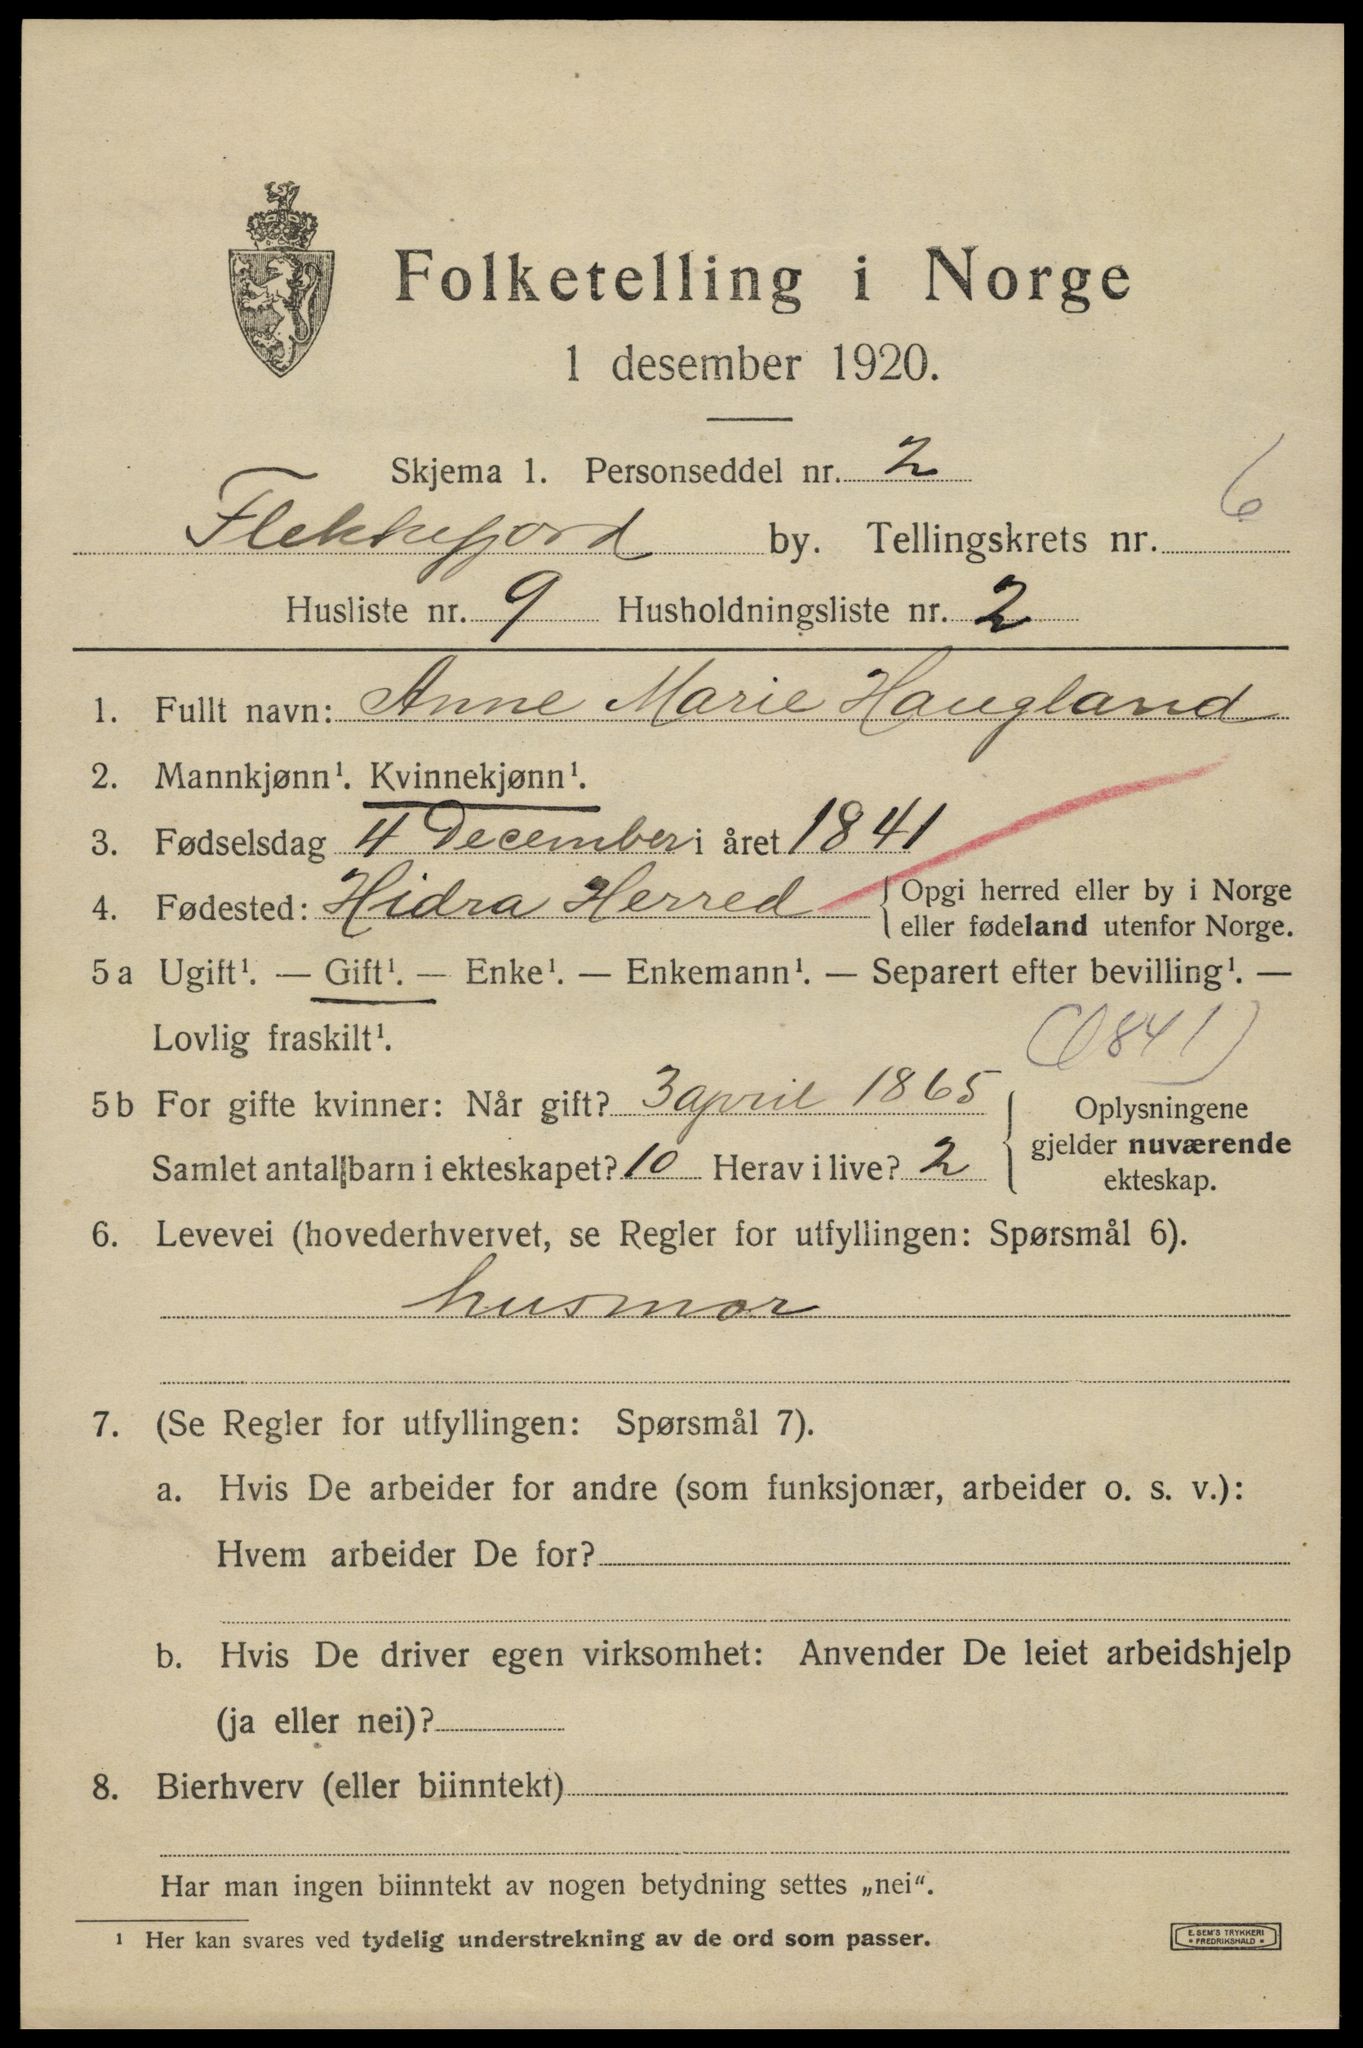 Folketelling i Norge
1 desember 1920.
Skjema 1. Personseddel nr. 2
Flekkefjord by. Tellingskrets nr. 6
Husliste nr. 9 Husholdningsliste nr. 2
1. Fullt navn: Anne Marie Haugland
2. Mannkjønn¹. Kvinnekjønn¹.
3. Fødselsdag 4 December i året 1841
4. Fødested: Hidra Herred { Opgi herred eller by i Norge
eller fødeland utenfor Norge.
5 a Ugift¹. — Gift¹. — Enke¹. — Enkemann¹. — Separert efter bevilling¹. —
Lovlig fraskilt¹.
(1841)
5 b For gifte kvinner: Når gift? 3 april 1865
Samlet antal barn i ekteskapet? 10 Herav i live? 2
{ Oplysningene
gjelder nuværende
ekteskap.
6. Levevei (hovederhvervet, se Regler for utfyllingen: Spørsmål 6).
husmor
7. (Se Regler for utfyllingen: Spørsmål 7).
a. Hvis De arbeider for andre (som funksjonær, arbeider o. s. v.):
Hvem arbeider De for?
b. Hvis De driver egen virksomhet: Anvender De leiet arbeidshjelp
(ja eller nei)?
8. Bierhverv (eller biinntekt)
Har man ingen biinntekt av nogen betydning settes „nei“.
¹ Her kan svares ved tydelig understrekning av de ord som passer.
E. SEM'S TRYKKERI
* FREDRIKSHALD *